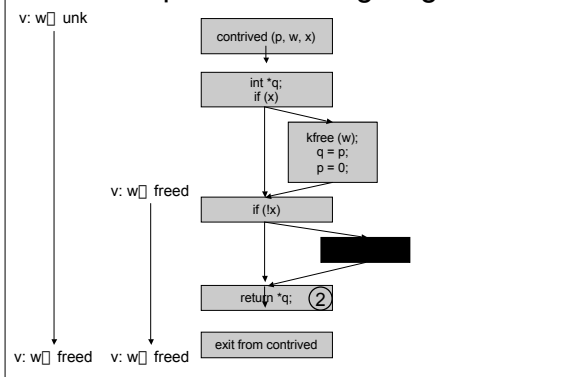 v: w▯ unk
contrived (p, w, x)
int *q;
if (x)
kfree (w);
q = p;
p = 0;
v: w▯ freed
if (!x)
return *q;
2
exit from contrived
v: w▯ freed
v: w▯ freed